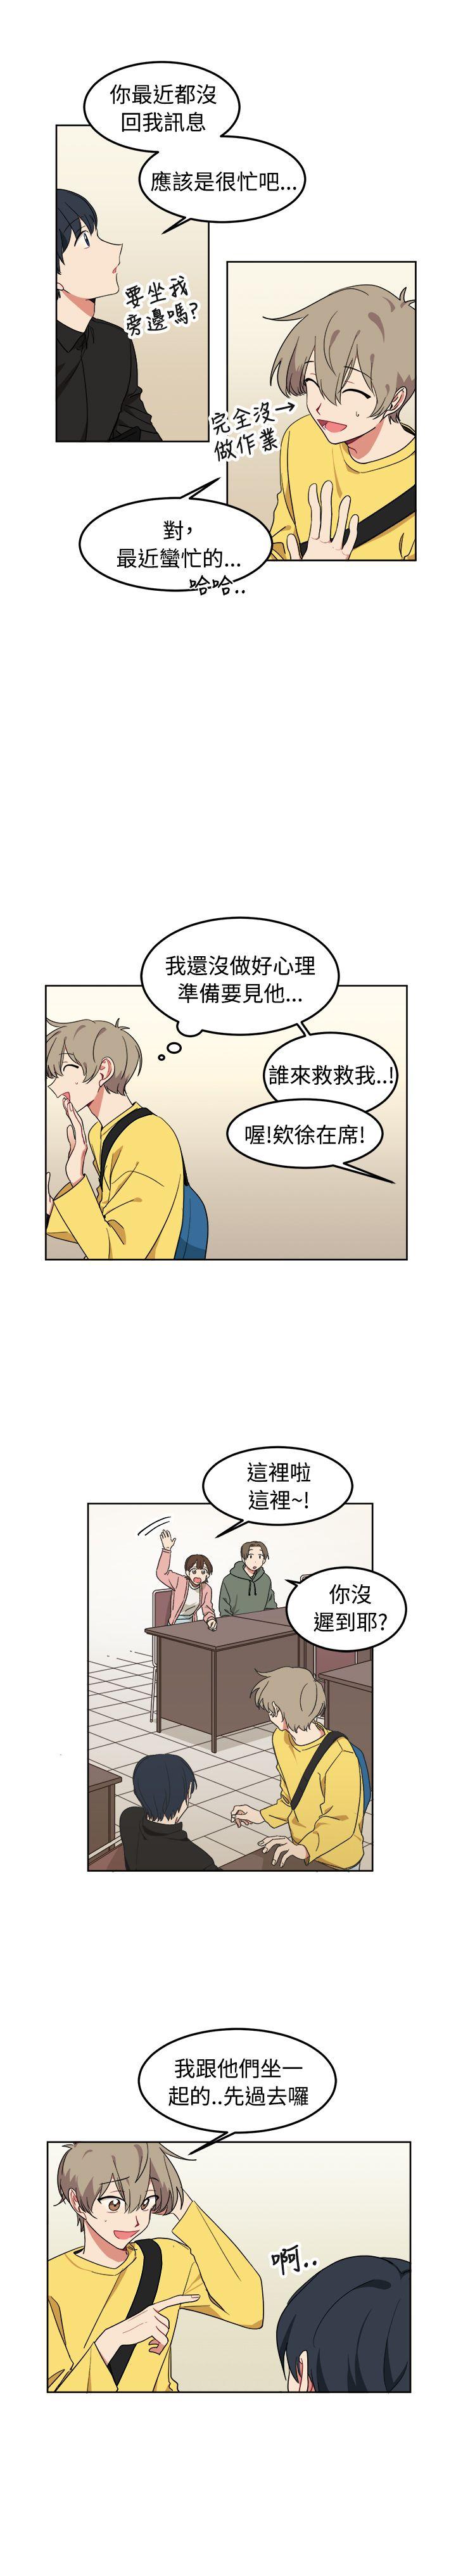 你最近都沒
回我訊息
應該是很忙吧...
要坐我
旁邊嗎?
完全沒→
做作業
對，
最近蠻忙的...
哈哈..
我還沒做好心理
準備要見他...
誰來救救我..!
喔!欸徐在席!
這裡啦
這裡~!
你沒
遲到耶?
我跟他們坐一
起的..先過去囉
啊..